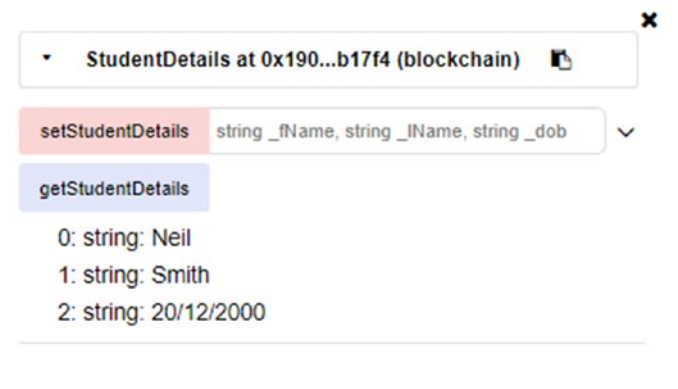 StudentDetails at 0x190...b17f4 (blockchain)
setStudentDetails string _fName, string _lName, string _dob
getStudentDetails
0: string: Neil
1: string: Smith
2: string: 20/12/2000